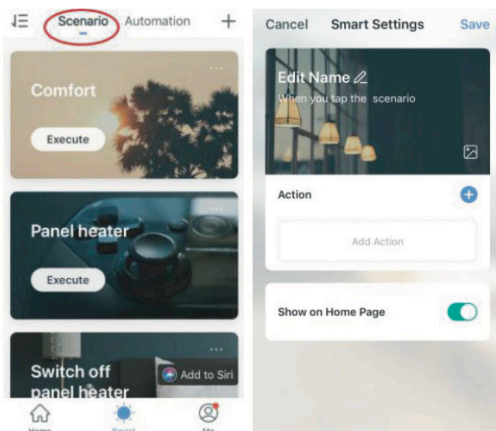 Scenario Automation
Comfort
Execute
Panel heater
Execute
Switch off
panel heater
Add to Siri
Home Smart Me
Cancel Smart Settings Save
Edit Name
When you tap the scenario
Action
Add Action
Show on Home Page